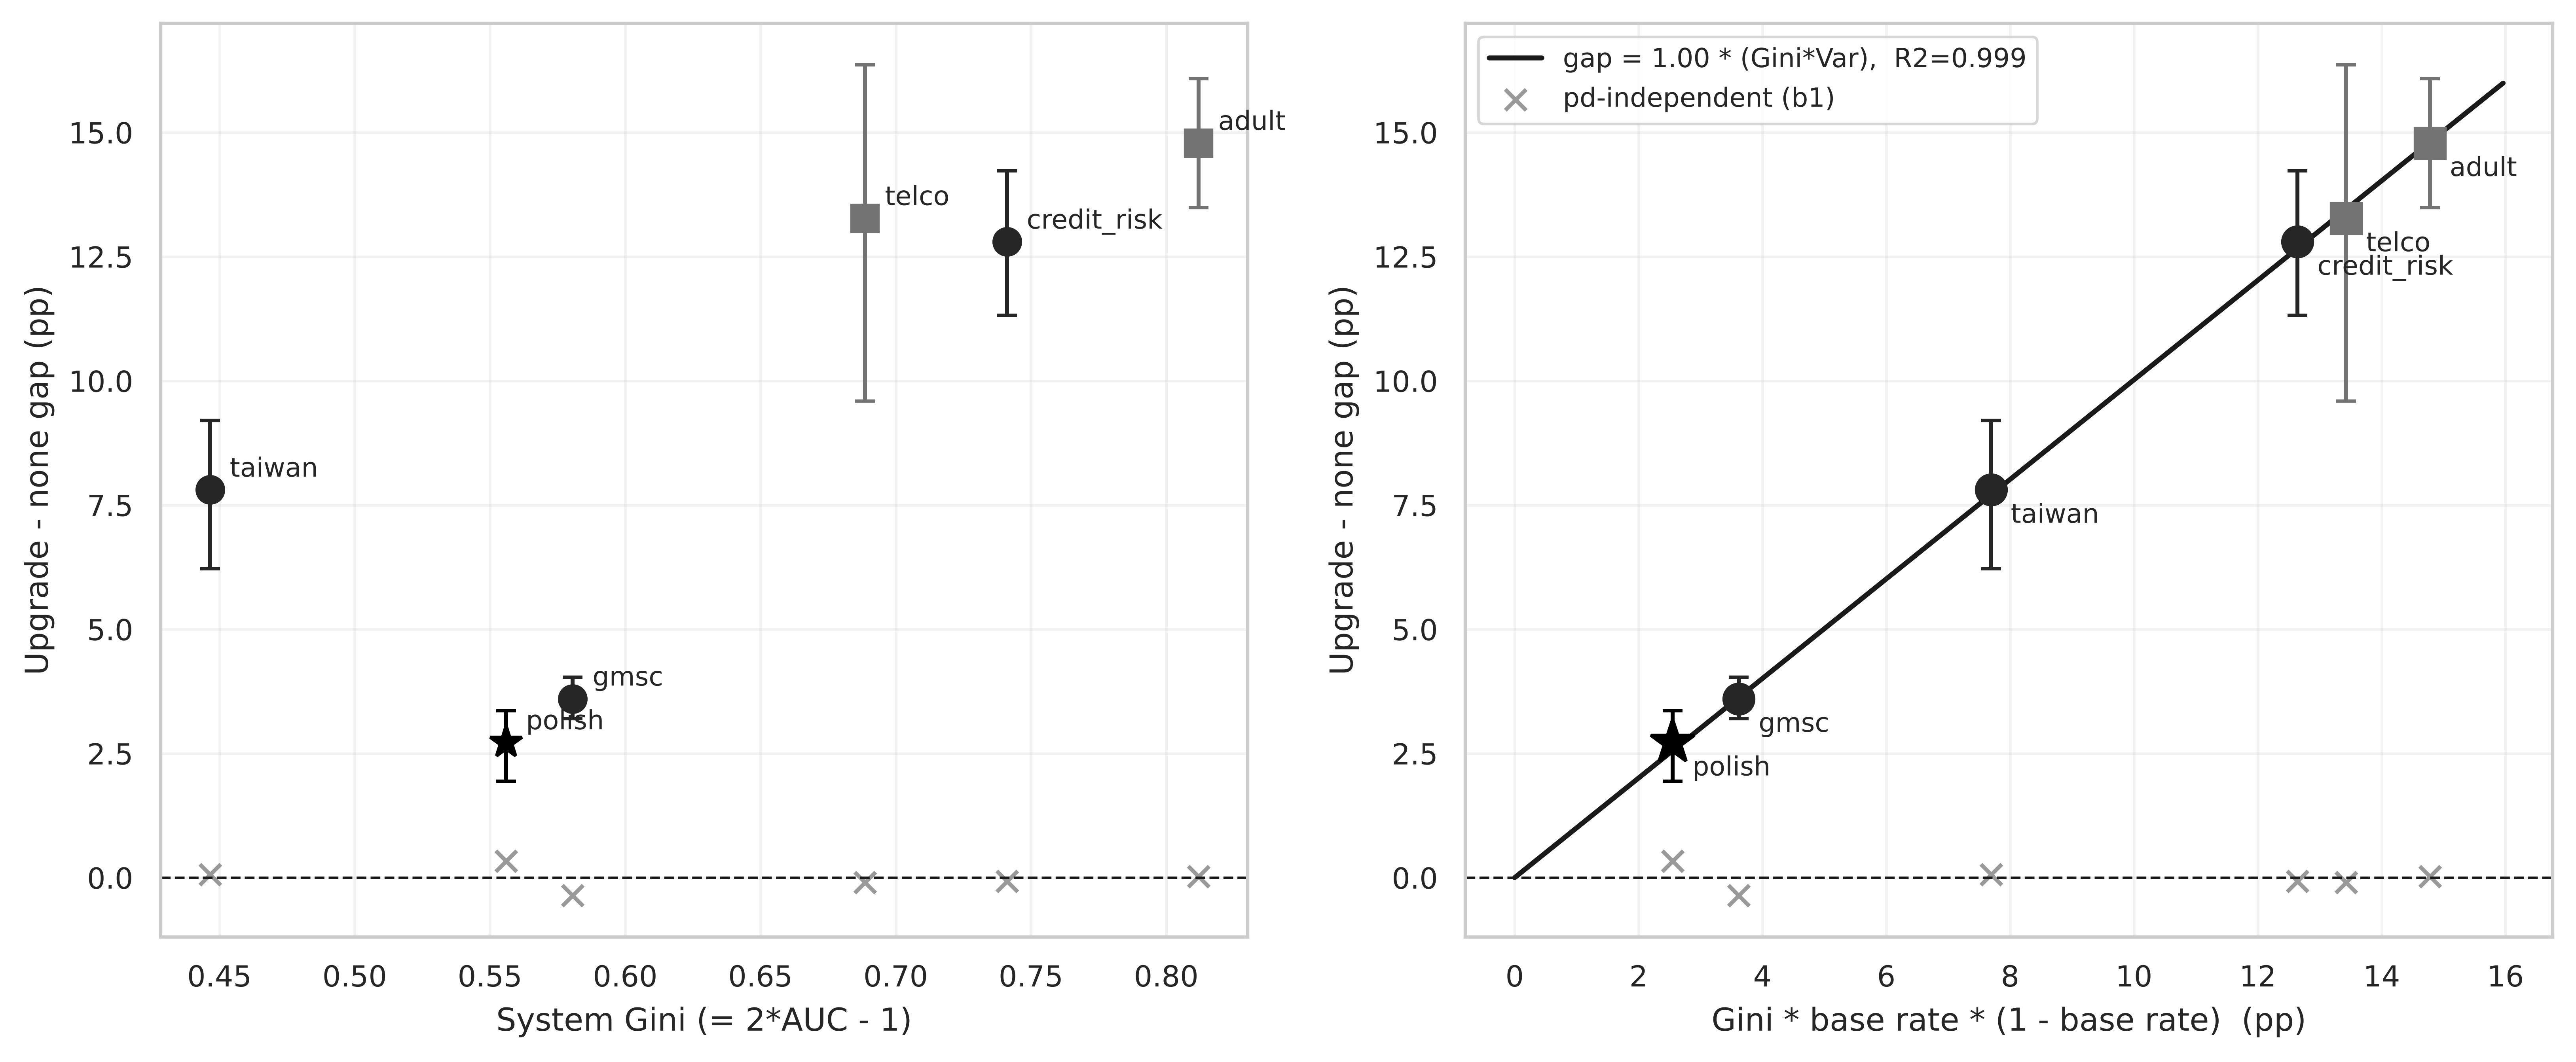 Upgrade - none gap (pp)
15.0
12.5
10.0
7.5
5.0
2.5
0.0
adult
telco
credit_risk
taiwan
gmsc
polish
0.45 0.50 0.55 0.60 0.65 0.70 0.75 0.80
System Gini (= 2*AUC - 1)
Upgrade - none gap (pp)
gap = 1.00 * (Gini*Var),  R2=0.999
pd-independent (b1)
15.0
12.5
10.0
7.5
5.0
2.5
0.0
adult
telco
credit_risk
taiwan
gmsc
polish
0 2 4 6 8 10 12 14 16
Gini * base rate * (1 - base rate)  (pp)